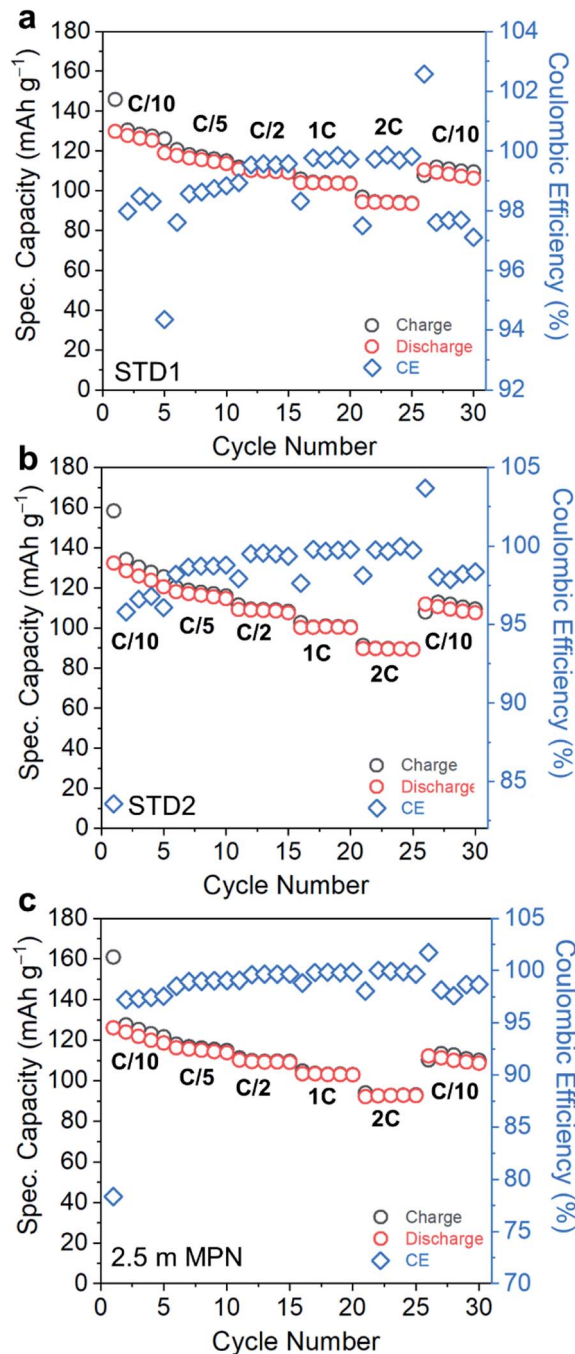 a
180
160
140
120
100
80
60
40
20
0
Spec. Capacity (mAh g⁻¹)
C/10
C/5
C/2
1C
2C
C/10
104
102
100
98
96
94
92
Coulombic Efficiency (%)
Charge
Discharge
CE
STD1
0 5 10 15 20 25 30
Cycle Number
b
180
160
140
120
100
80
60
40
20
0
Spec. Capacity (mAh g⁻¹)
C/10
C/5
C/2
1C
2C
C/10
105
100
95
90
85
Coulombic Efficiency (%)
Charge
Discharge
CE
STD2
0 5 10 15 20 25 30
Cycle Number
c
180
160
140
120
100
80
60
40
20
0
Spec. Capacity (mAh g⁻¹)
C/10
C/5
C/2
1C
2C
C/10
105
100
95
90
85
80
75
70
Coulombic Efficiency (%)
Charge
Discharge
CE
2.5 m MPN
0 5 10 15 20 25 30
Cycle Number